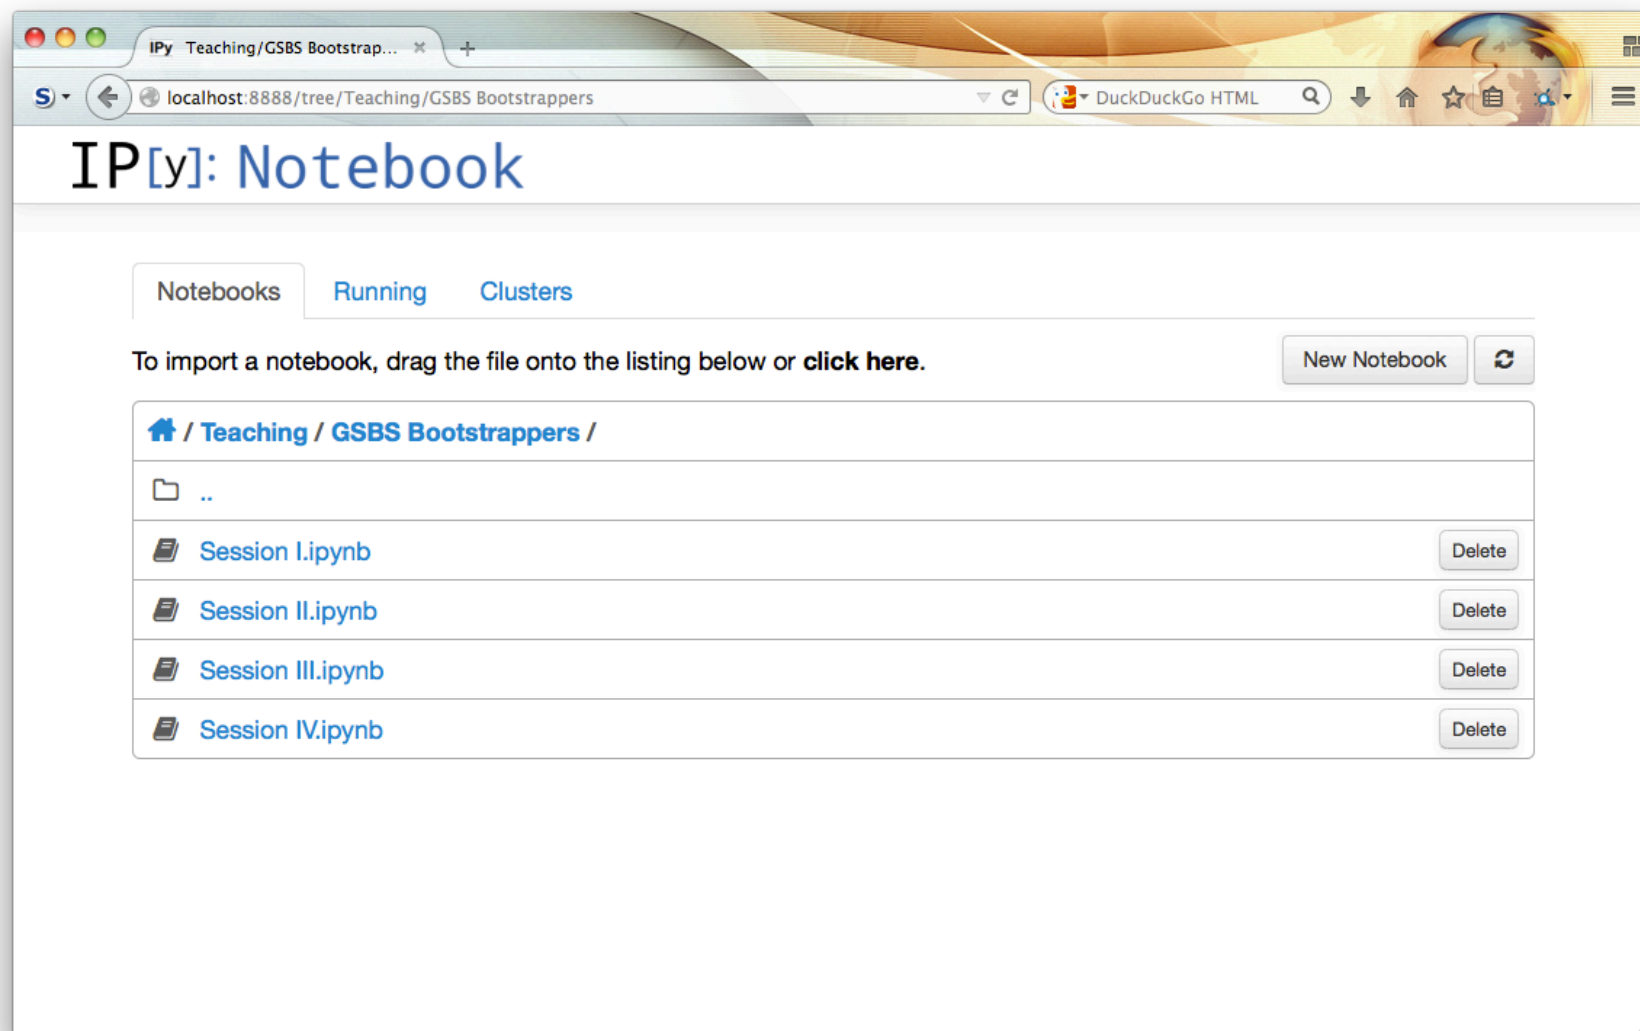 IPy Teaching/GSBS Bootstrap...
S localhost:8888/tree/Teaching/GSBS Bootstrappers DuckDuckGo HTML
IP[y]: Notebook
Notebooks Running Clusters
To import a notebook, drag the file onto the listing below or click here. New Notebook
/ Teaching / GSBS Bootstrappers /
..
Session I.ipynb Delete
Session II.ipynb Delete
Session III.ipynb Delete
Session IV.ipynb Delete